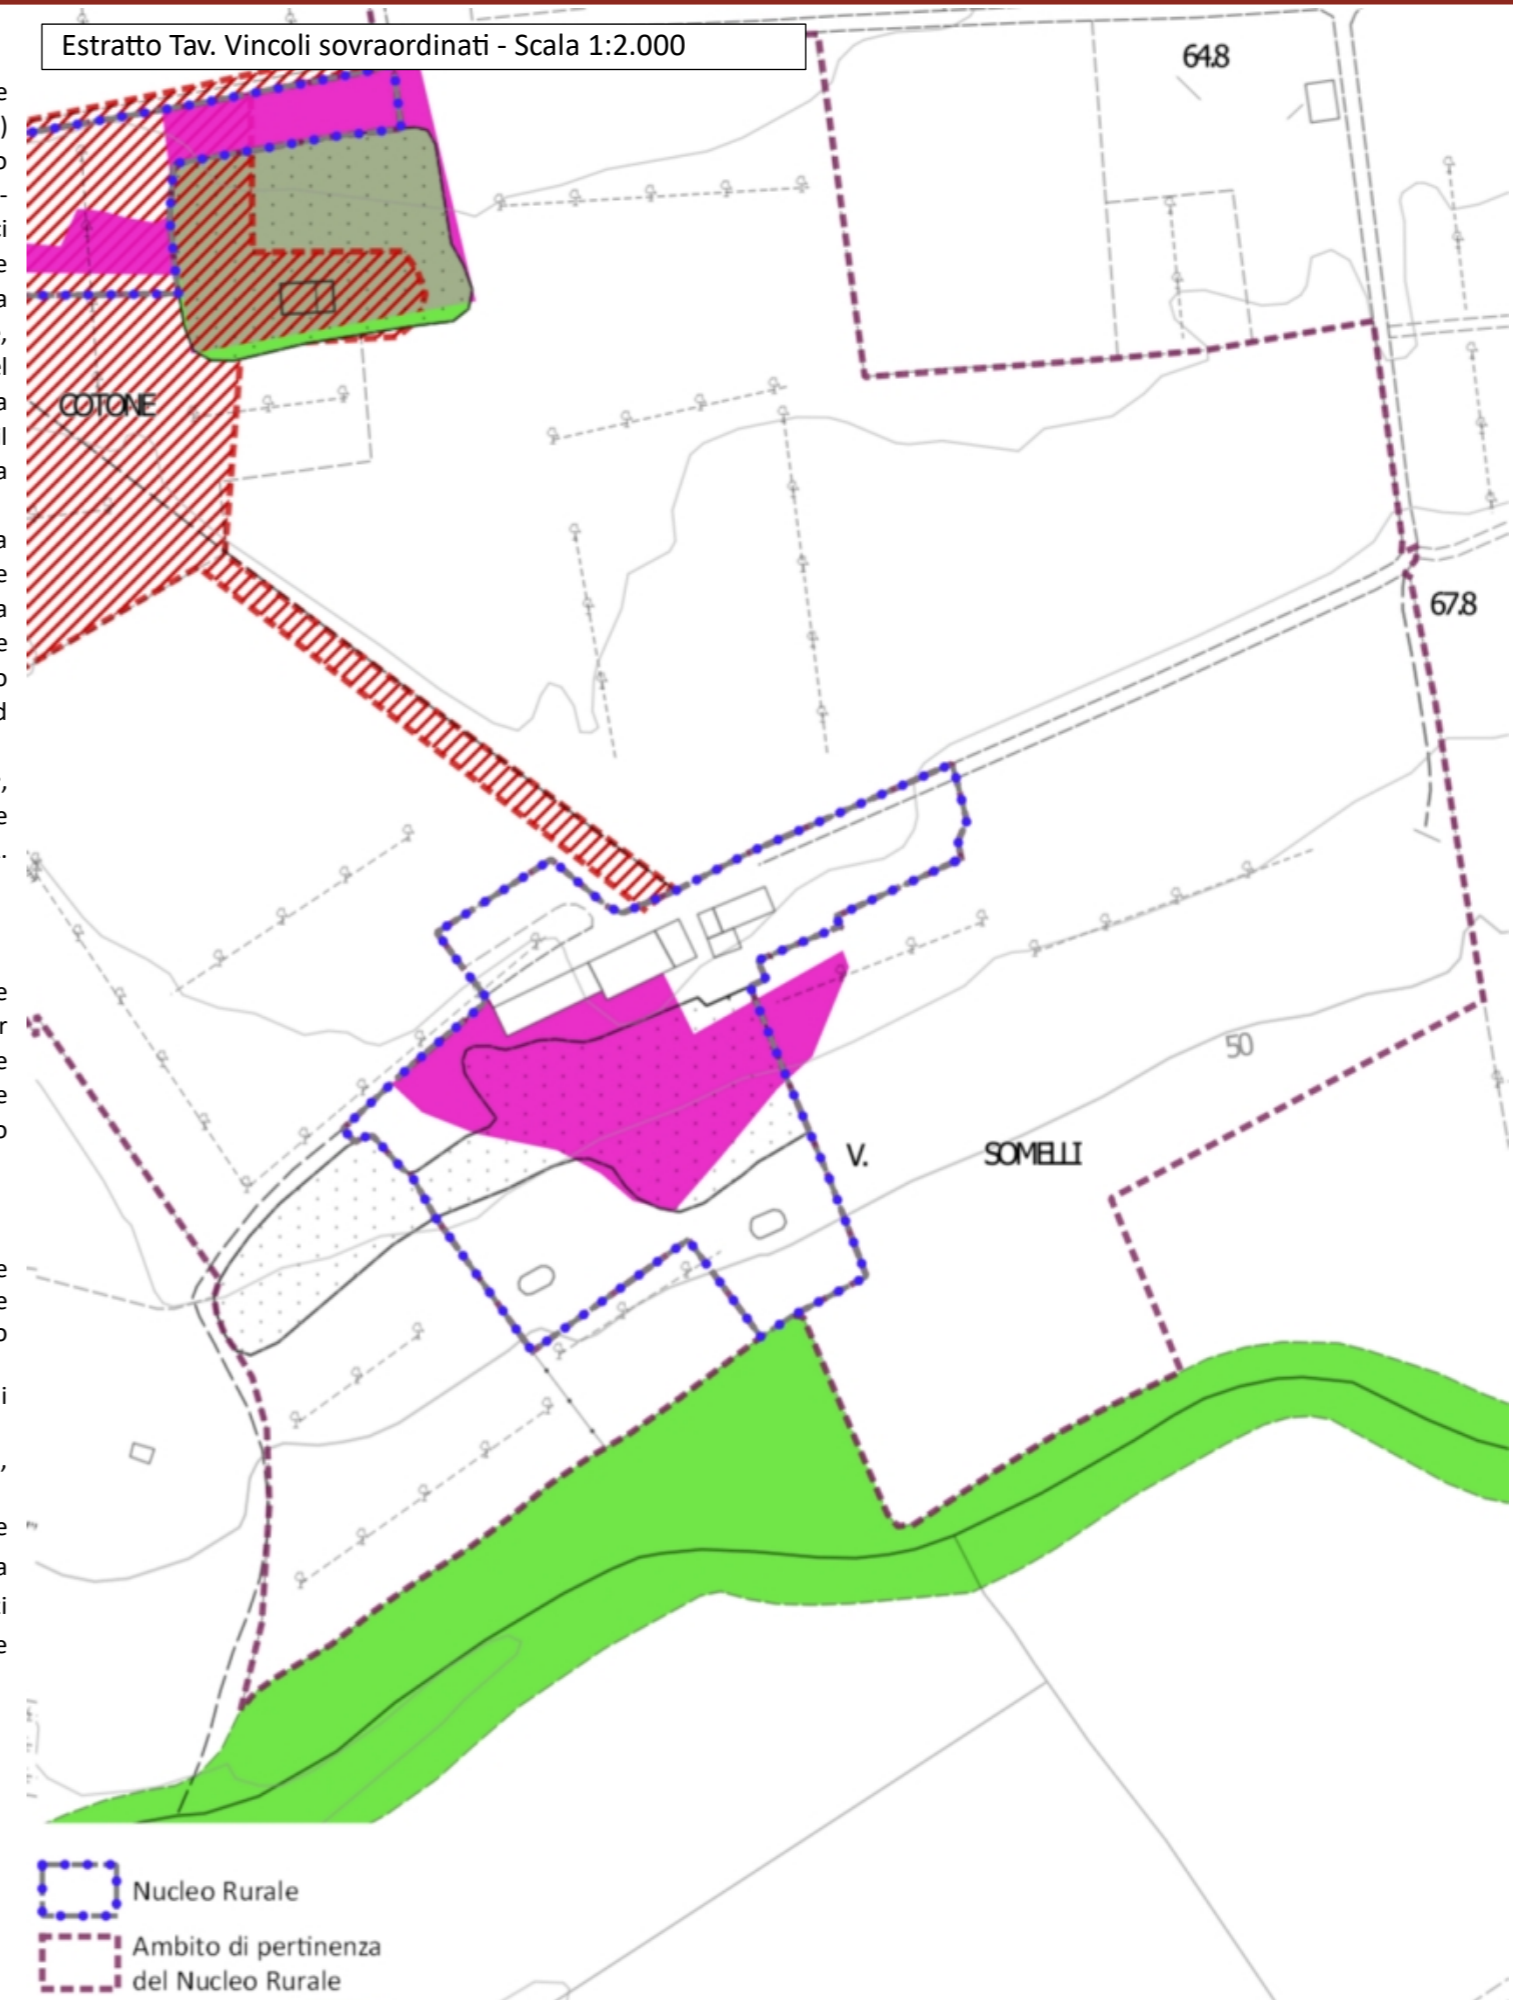 Estratto Tav. Vincoli sovraordinati - Scala 1:2.000
64.8
COTONE
67.8
50
V. SOMELLI
Nucleo Rurale
Ambito di pertinenza
del Nucleo Rurale